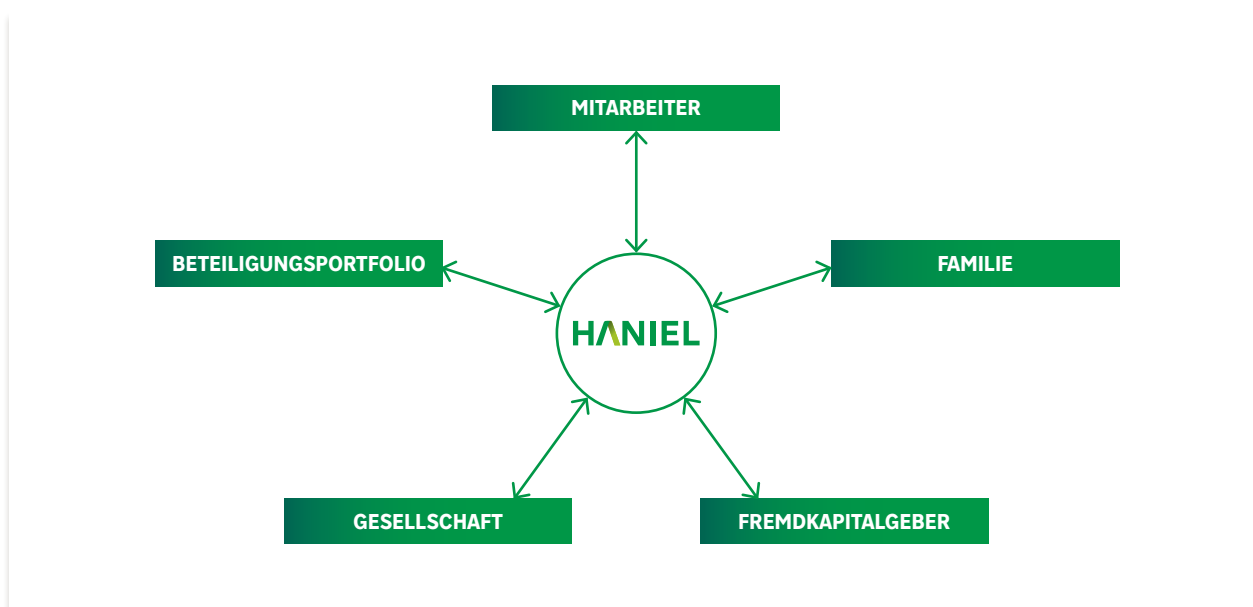 MITARBEITER
BETEILIGUNGSPORTFOLIO
FAMILIE
HANIEL
GESELLSCHAFT
FREMDKAPITALGEBER